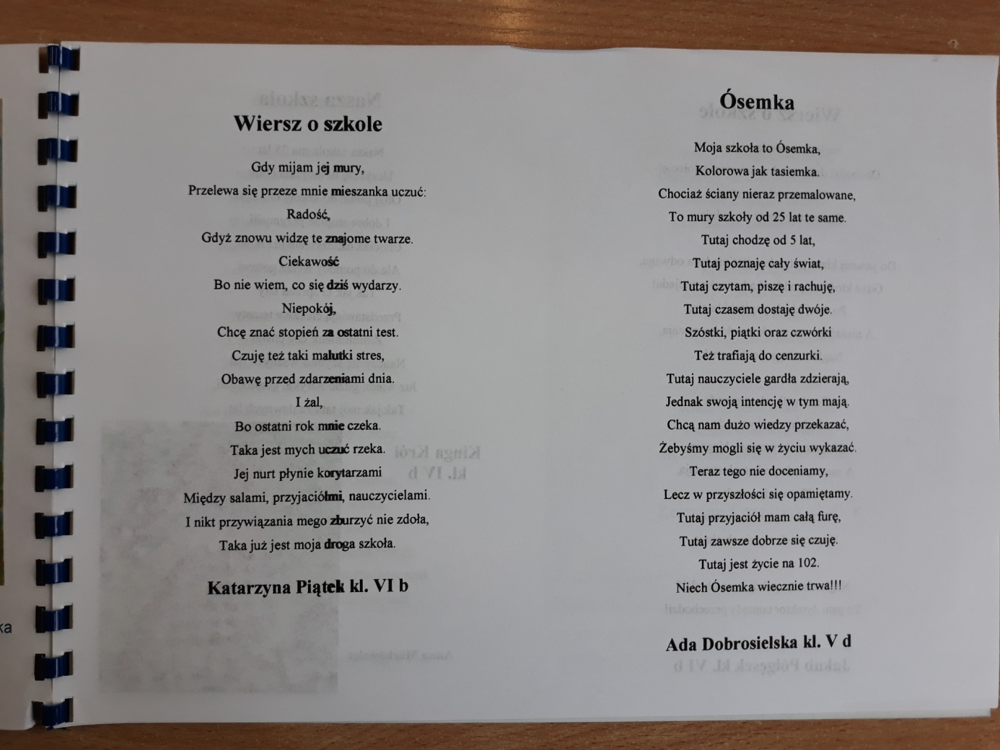 Wiersz o szkole
Gdy mijam jej mury,
Przelewa się przeze mnie mieszanka uczuć:
Radość,
Gdyż znowu widzę te znajome twarze.
Ciekawość
Bo nie wiem, co się dziś wydarzy.
Niepokój,
Chcę znać stopień za ostatni test.
Czuję też taki malutki stres,
Obawę przed zdarzeniami dnia.
I żal,
Bo ostatni rok mnie czeka.
Taka jest mych uczuć rzeka.
Jej nurt płynie korytarzami
Między salami, przyjaciółmi, nauczycielami.
I nikt przywiązania mego zburzyć nie zdoła,
Taka już jest moja droga szkoła.
Katarzyna Piątek kl. VI b
Ósemka
Moja szkoła to Ósemka,
Kolorowa jak tasiemka.
Chociaż ściany nieraz przemalowane,
To mury szkoły od 25 lat te same.
Tutaj chodzę od 5 lat,
Tutaj poznaję cały świat,
Tutaj czytam, piszę i rachuję,
Tutaj czasem dostaję dwóje.
Szóstki, piątki oraz czwórki
Też trafiają do cenzurki.
Tutaj nauczyciele gardła zdzierają,
Jednak swoją intencję w tym mają.
Chcą nam dużo wiedzy przekazać,
Żebyśmy mogli się w życiu wykazać.
Teraz tego nie doceniamy,
Lecz w przyszłości się opamiętamy.
Tutaj przyjaciół mam całą furę,
Tutaj zawsze dobrze się czuję.
Tutaj jest życie na 102.
Niech Ósemka wiecznie trwa!!!
Ada Dobrosielska kl. V d